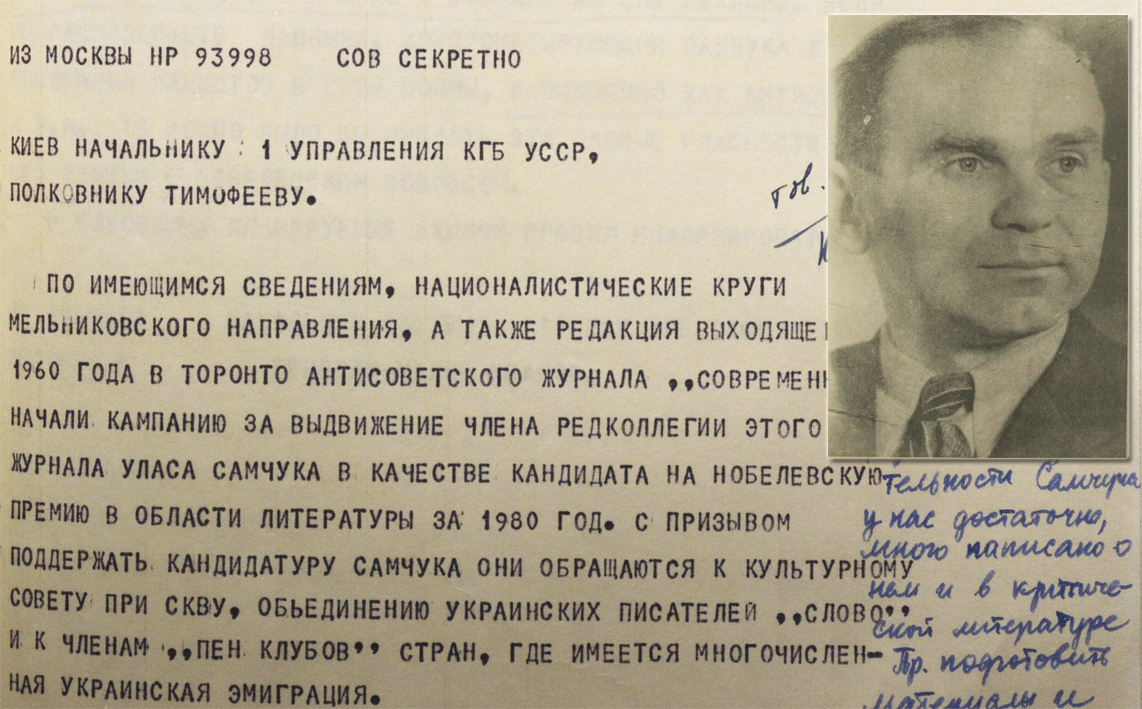 ИЗ МОСКВЫ НР 93998 СОВ СЕКРЕТНО
КИЕВ НАЧАЛЬНИКУ 1 УПРАВЛЕНИЯ КГБ УССР,
ПОЛКОВНИКУ ТИМОФЕЕВУ.
тов.
ПО ИМЕЮЩИМСЯ СВЕДЕНИЯМ, НАЦИОНАЛИСТИЧЕСКИЕ КРУГИ
МЕЛЬНИКОВСКОГО НАПРАВЛЕНИЯ, А ТАКЖЕ РЕДАКЦИЯ ВЫХОДЯЩЕ
1960 ГОДА В ТОРОНТО АНТИСОВЕТСКОГО ЖУРНАЛА ,,СОВРЕМЕН
НАЧАЛИ КАМПАНИЮ ЗА ВЫДВИЖЕНИЕ ЧЛЕНА РЕДКОЛЛЕГИИ ЭТОГО
ЖУРНАЛА УЛАСА САМЧУКА В КАЧЕСТВЕ КАНДИДАТА НА НОБЕЛЕВСКУЮ
ПРЕМИЮ В ОБЛАСТИ ЛИТЕРАТУРЫ ЗА 1980 ГОД. С ПРИЗЫВОМ
ПОДДЕРЖАТЬ КАНДИДАТУРУ САМЧУКА ОНИ ОБРАЩАЮТСЯ К КУЛЬТУРНОМУ
СОВЕТУ ПРИ СКВУ, ОБЬЕДИНЕНИЮ УКРАИНСКИХ ПИСАТЕЛЕЙ ,,СЛОВО’’
И К ЧЛЕНАМ ,,ПЕН КЛУБОВ’’ СТРАН, ГДЕ ИМЕЕТСЯ МНОГОЧИСЛЕН-
НАЯ УКРАИНСКАЯ ЭМИГРАЦИЯ.
тельности Самчука
у нас достаточно,
много написано о
нем и в критиче-
ской литературе
Пр. подготовить
материалы и